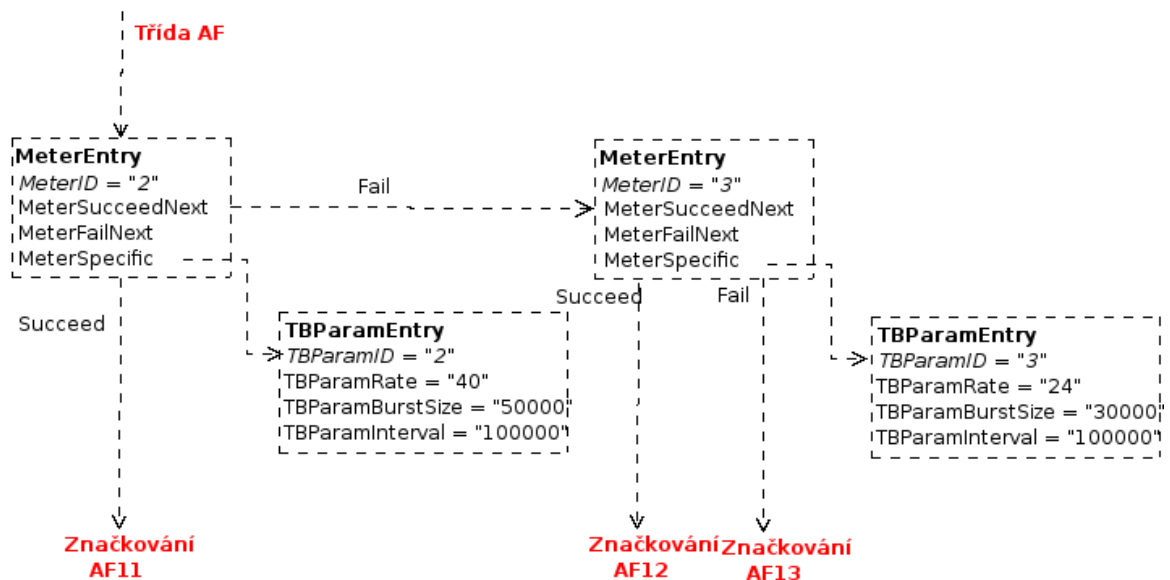 Třída AF
MeterEntry
MeterID = "2"
MeterSucceedNext
MeterFailNext
MeterSpecific
Fail
MeterEntry
MeterID = "3"
MeterSucceedNext
MeterFailNext
MeterSpecific
Succeed
TBParamEntry
TBParamID = "2"
TBParamRate = "40"
TBParamBurstSize = "50000"
TBParamInterval = "100000"
Succeed
Fail
TBParamEntry
TBParamID = "3"
TBParamRate = "24"
TBParamBurstSize = "30000"
TBParamInterval = "100000"
Značkování
AF11
Značkování
AF12
Značkování
AF13